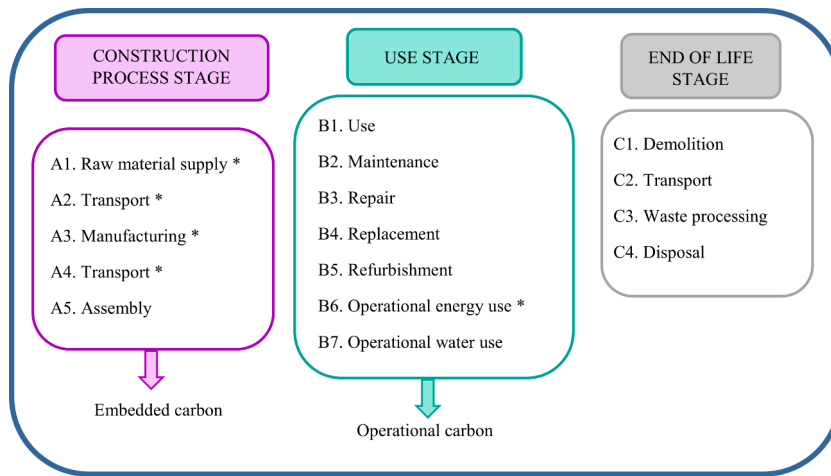 CONSTRUCTION
PROCESS STAGE
A1. Raw material supply *
A2. Transport *
A3. Manufacturing *
A4. Transport *
A5. Assembly
Embedded carbon
USE STAGE
B1. Use
B2. Maintenance
B3. Repair
B4. Replacement
B5. Refurbishment
B6. Operational energy use *
B7. Operational water use
Operational carbon
END OF LIFE
STAGE
C1. Demolition
C2. Transport
C3. Waste processing
C4. Disposal